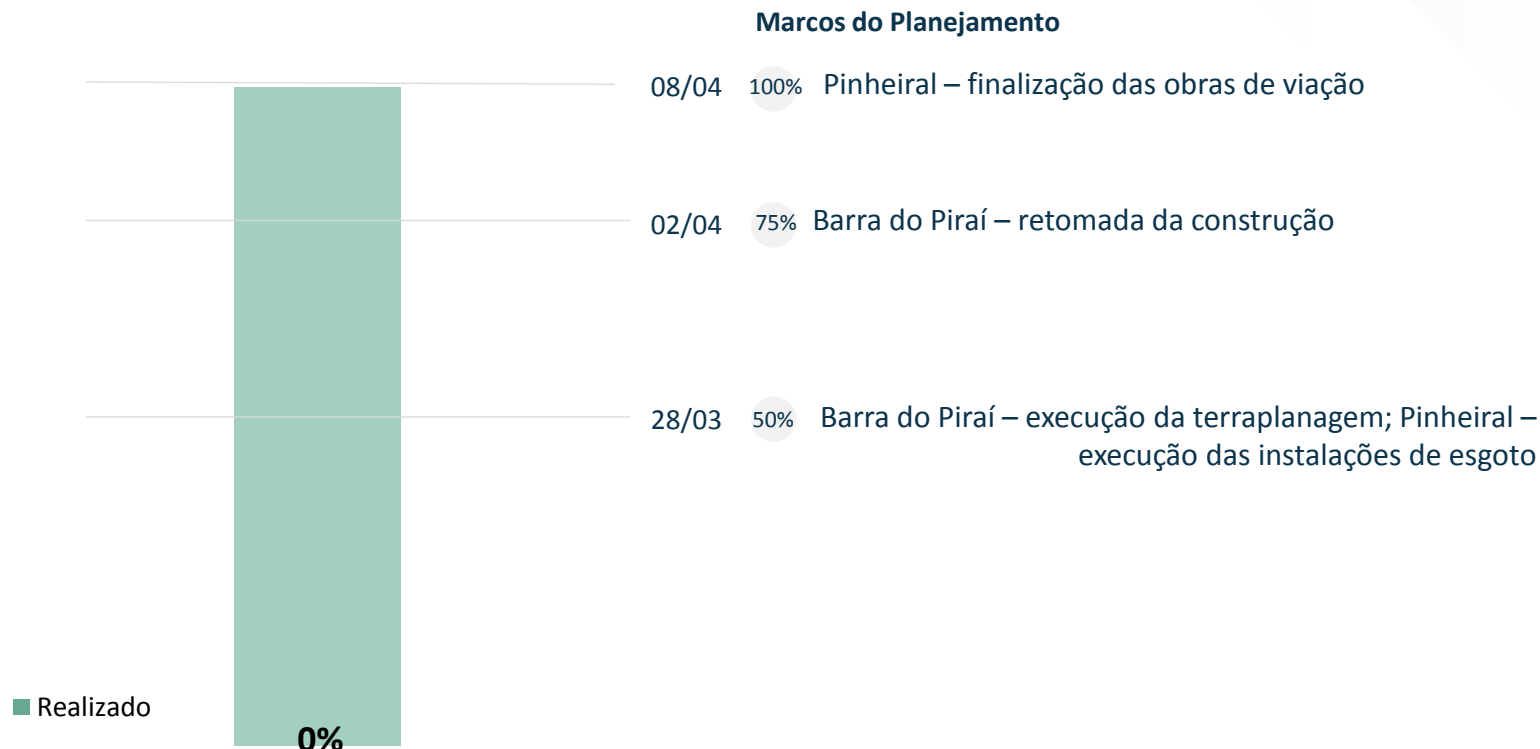 Marcos do Planejamento
08/04 100% Pinheiral – finalização das obras de viação
02/04 75% Barra do Piraí – retomada da construção
28/03 50% Barra do Piraí – execução da terraplanagem; Pinheiral –
execução das instalações de esgoto
Realizado
0%